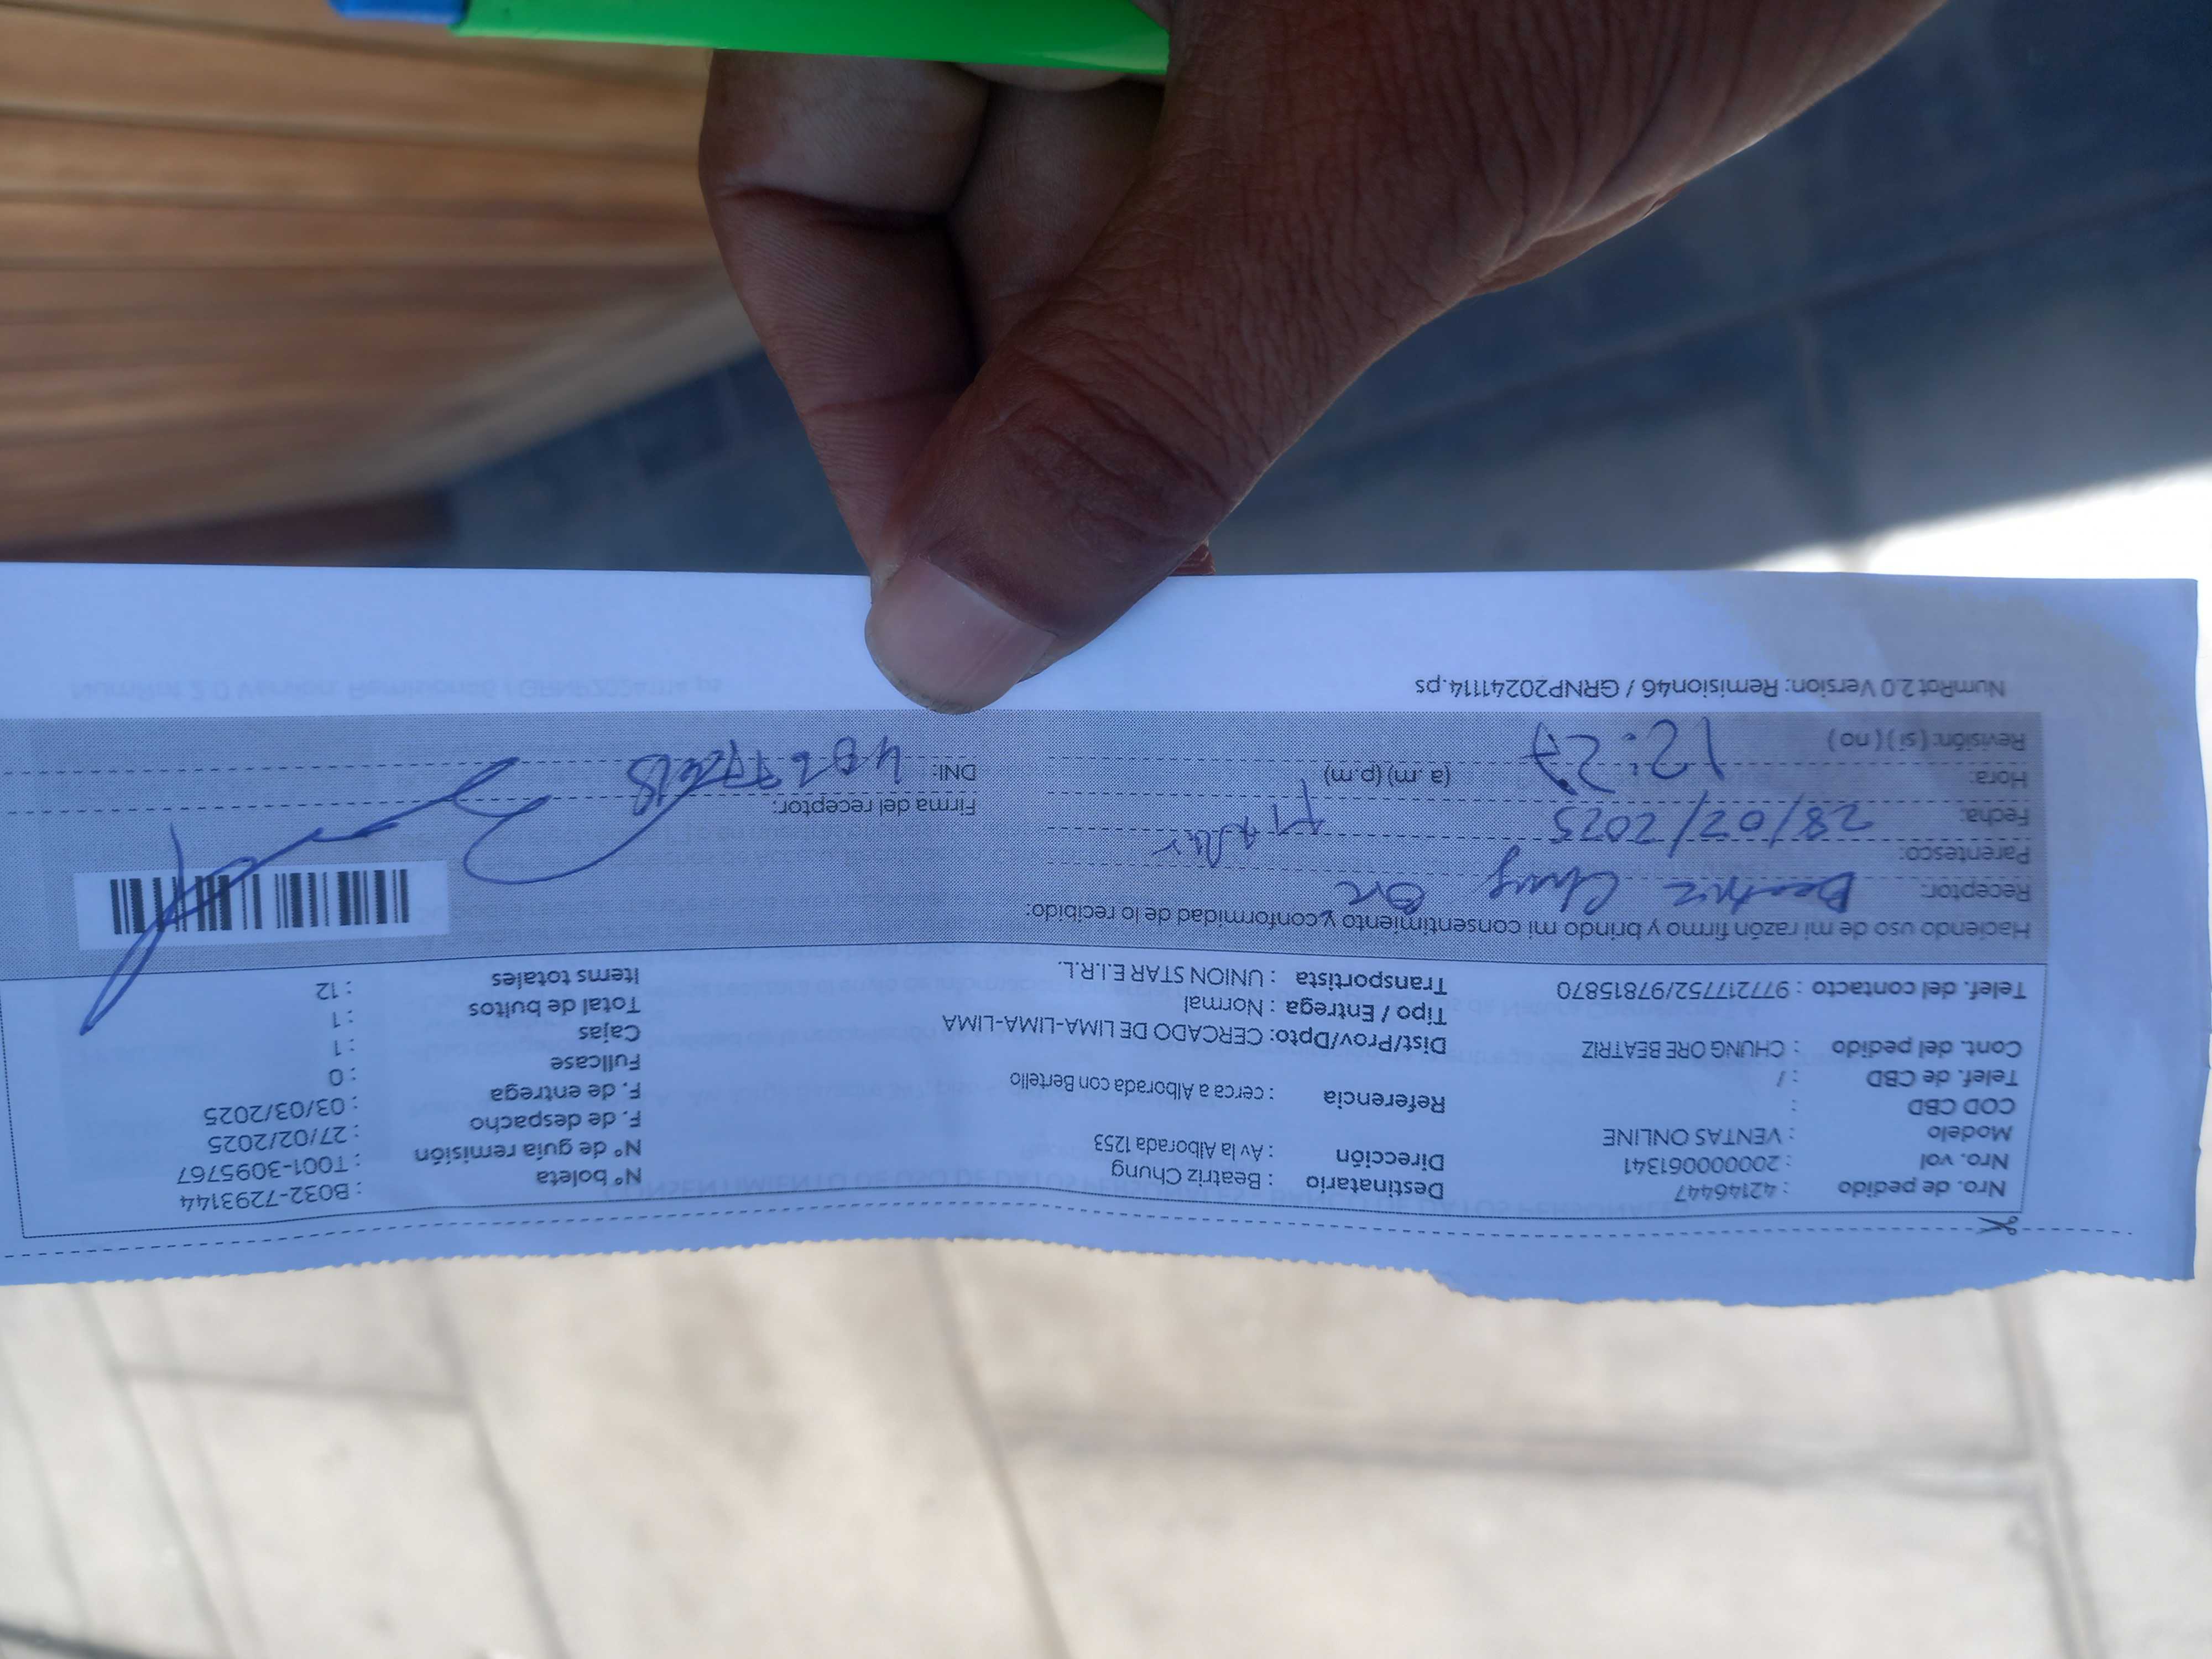 Nro. de pedido : 42146447 Destinatario : Beatriz Chung N° boleta : B032-7293144
Nro. vol : 20000061341 Dirección : Av la Alborada 1253 N° de guía remisión : T001-3095767
Modelo : VENTAS ONLINE F. de despacho : 27/02/2025
COD CBD : Referencia : cerca a Alborada con Bertello F. de entrega : 03/03/2025
Telef. de CBD : / Fullcase : 0
Cont. del pedido : CHUNG ORE BEATRIZ Dist/Prov/Dpto: CERCADO DE LIMA-LIMA-LIMA Cajas : 1
Tipo / Entrega : Normal Total de bultos : 1
Telef. del contacto : 977217752/97815870 Transportista : UNION STAR E.I.R.L. Items totales : 12
Haciendo uso de mi razón firmo y brindo mi consentimiento y conformidad de lo recibido:
Receptor: Beatriz Chung Ore
Parentesco: Titular
Fecha: 28/02/2025 Firma del receptor:
Hora: 12:27 (a.m) (p.m) DNI:
Revisión: ( si ) ( no )
NumRot 2.0 Version: Remision46 / GRNP20241114.ps